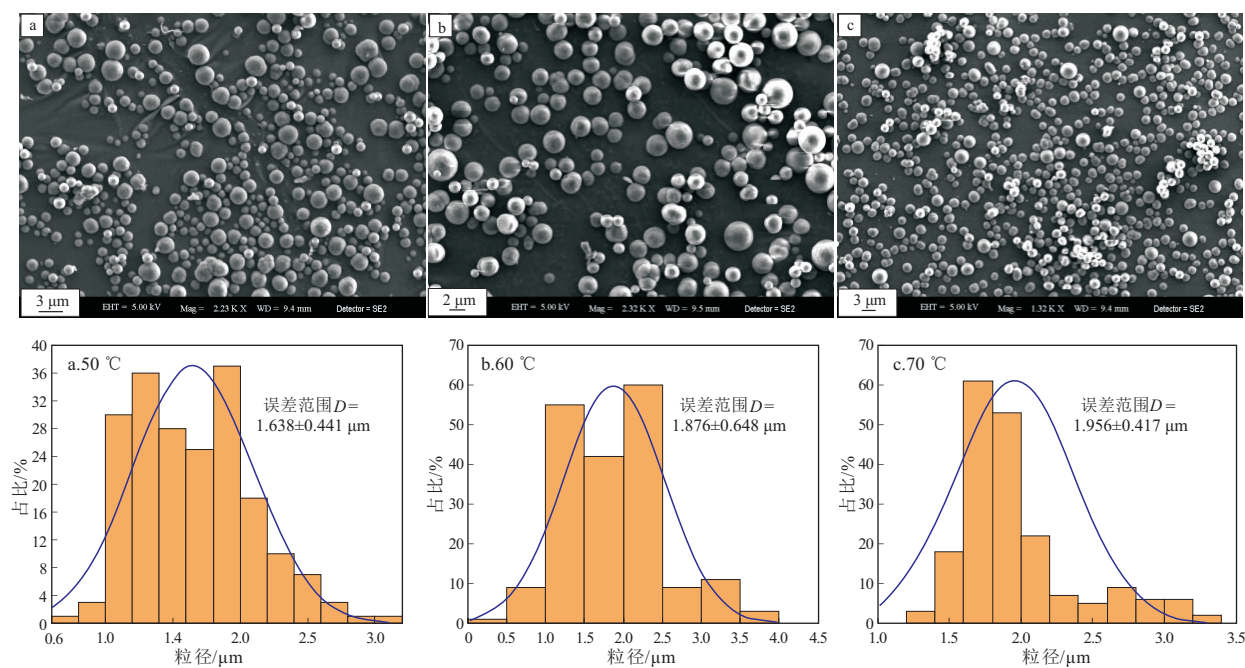 a
b
c
3 μm
EHT = 5.00 kV
Mag = 2.23 K X
WD = 9.4 mm
Detector = SE2
2 μm
EHT = 5.00 kV
Mag = 2.32 K X
WD = 9.5 mm
Detector = SE2
3 μm
EHT = 5.00 kV
Mag = 1.32 K X
WD = 9.4 mm
Detector = SE2
占比/%
40
36
32
28
24
20
16
12
8
4
0
a.50 ℃
误差范围D=
1.638±0.441 μm
0.6
1.0
1.4
2.0
2.5
3.0
粒径/μm
占比/%
70
60
50
40
30
20
10
0
b.60 ℃
误差范围D=
1.876±0.648 μm
0
0.5
1.0
1.5
2.0
2.5
3.0
3.5
4.0
4.5
粒径/μm
占比/%
70
60
50
40
30
20
10
0
c.70 ℃
误差范围D=
1.956±0.417 μm
1.0
1.5
2.0
2.5
3.0
3.5
粒径/μm